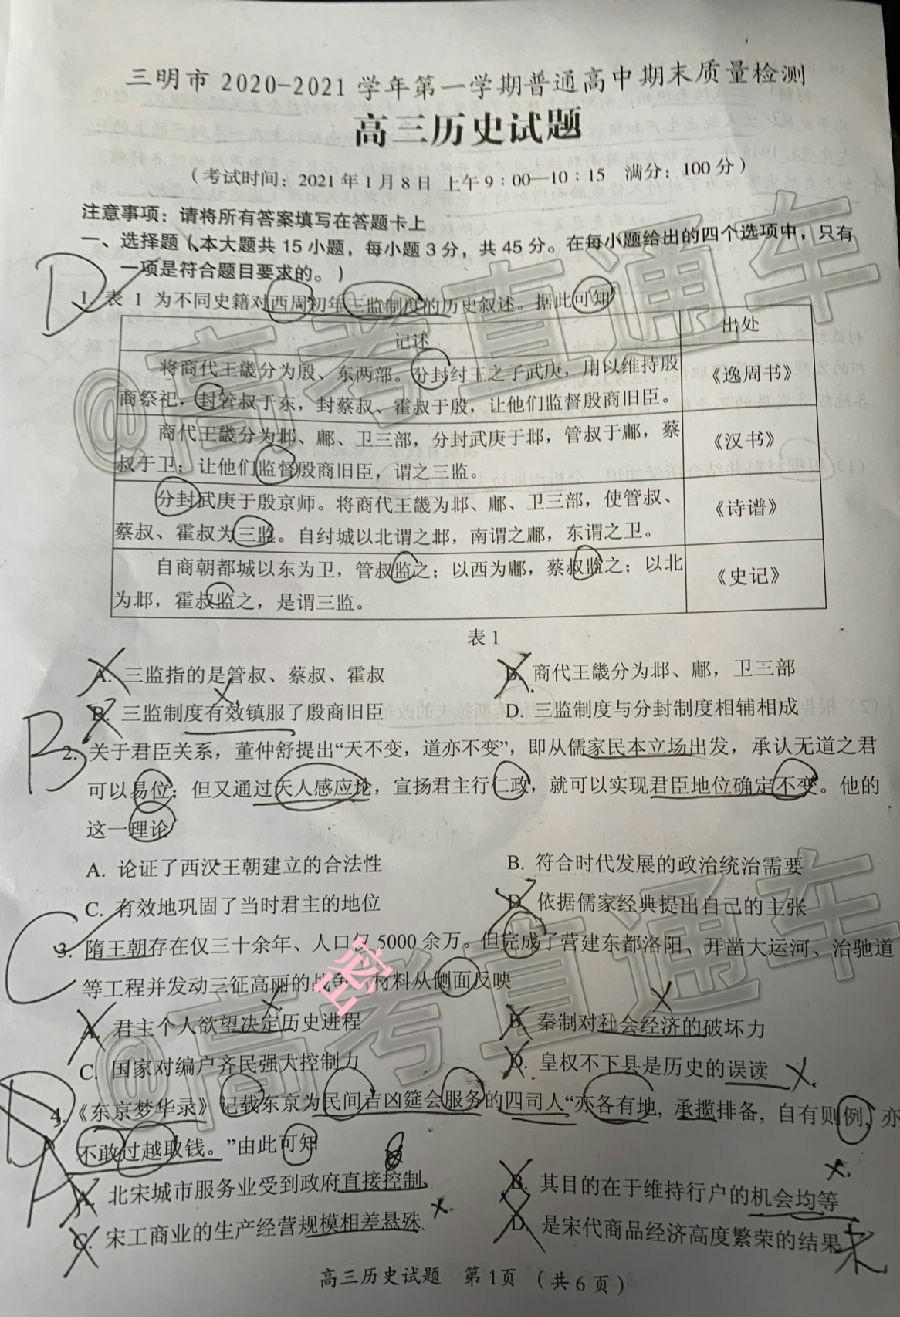 三明市2020-2021学年第一学期普通高中期末质量检测
高三历史试题
(考试时间：2021年1月8日 上午9：00—10：15 满分：100分)
注意事项：请将所有答案填写在答题卡上
一、选择题(本大题共15小题，每小题3分，共45分。在每小题给出的四个选项中，只有
一项是符合题目要求的。)
D
1. 表1 为不同史籍对西周初年三监制度的历史叙述。据此可知
记述 出处
将商代王畿分为殷、东两部。分封纣王之子武庚，用以维持殷
商祭祀，封管叔于东，封蔡叔、霍叔于殷，让他们监督殷商旧臣。
《逸周书》
商代王畿分为邶、鄘、卫三部，分封武庚于邶，管叔于鄘，蔡
叔于卫；让他们监督殷商旧臣，谓之三监。
《汉书》
分封武庚于殷京师。将商代王畿为邶、鄘、卫三部，使管叔、
蔡叔、霍叔为三监。自纣城以北谓之邶，南谓之鄘，东谓之卫。
《诗谱》
自商朝都城以东为卫，管叔监之；以西为鄘，蔡叔监之；以北
为邶，霍叔监之，是谓三监。
《史记》
表1
A. 三监指的是管叔、蔡叔、霍叔 B. 商代王畿分为邶、鄘，卫三部
三监制度有效镇服了殷商旧臣 D. 三监制度与分封制度相辅相成
B
2. 关于君臣关系，董仲舒提出“天不变，道亦不变”，即从儒家民本立场出发，承认无道之君
可以易位；但又通过天人感应论，宣扬君主行仁政，就可以实现君臣地位确定不变。他的
这一理论
A. 论证了西汉王朝建立的合法性 B. 符合时代发展的政治统治需要
C. 有效地巩固了当时君主的地位 D. 依据儒家经典提出自己的主张
C
3. 隋王朝存在仅三十余年、人口仅5000余万。但完成了营建东都洛阳、开凿大运河、治驰道
等工程并发动三征高丽的战争。材料从侧面反映
A. 君主个人欲望决定历史进程 B. 秦制对社会经济的破坏力
C. 国家对编户齐民强大控制力 D. 皇权不下县是历史的误读
A
4. 《东京梦华录》记载东京为民间吉凶筵会服务的四司人“亦各有地，承揽排备，自有则例，亦
不敢过越取钱。”由此可知
A. 北宋城市服务业受到政府直接控制 B. 其目的在于维持行户的机会均等
C. 宋工商业的生产经营规模相差悬殊 D. 是宋代商品经济高度繁荣的结果
高三历史试题 第1页 (共6页)
@高考直通车
@高考直通车
密